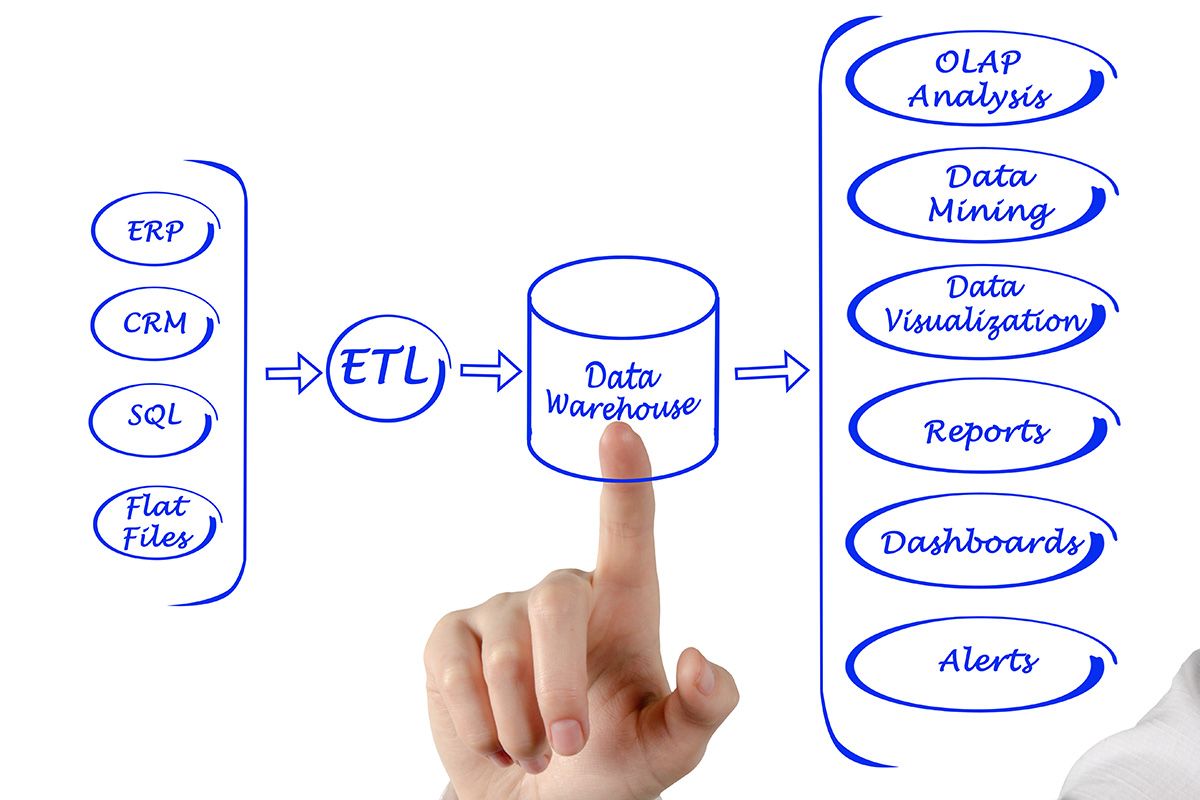 ERP
CRM
SQL
Flat
Files
ETL
Data
Warehouse
OLAP
Analysis
Data
Mining
Data
Visualization
Reports
Dashboards
Alerts